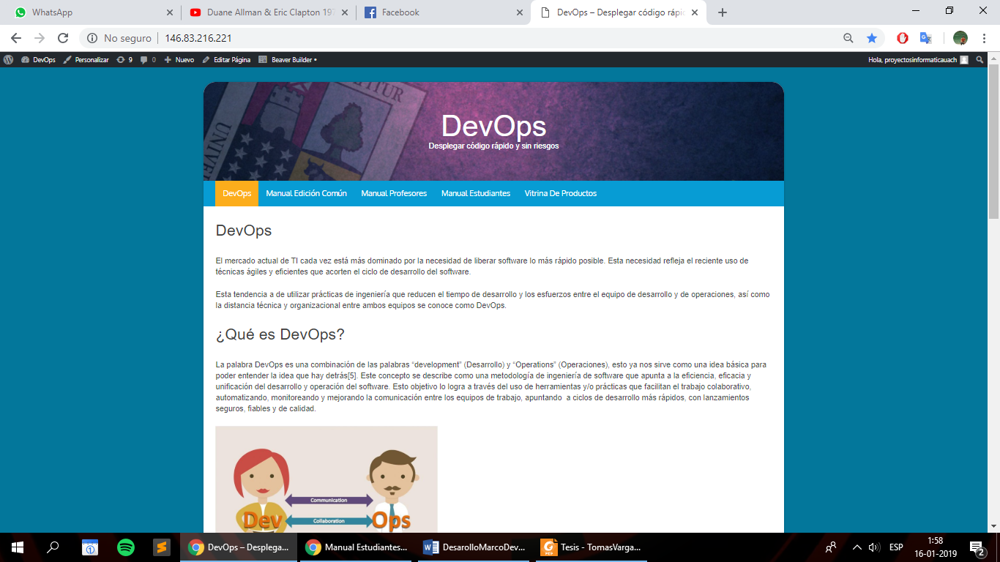 WhatsApp
Duane Allman & Eric Clapton 197
Facebook
DevOps – Desplegar código rápid
No seguro
146.83.216.221
DevOps
Personalizar
9
0
Nuevo
Editar Página
Beaver Builder
Hola, proyectosinformaticauach
DevOps
Desplegar código rápido y sin riesgos
DevOps
Manual Edición Común
Manual Profesores
Manual Estudiantes
Vitrina De Productos
DevOps
El mercado actual de TI cada vez está más dominado por la necesidad de liberar software lo más rápido posible. Esta necesidad refleja el reciente uso de
técnicas ágiles y eficientes que acorten el ciclo de desarrollo del software.
Esta tendencia a de utilizar prácticas de ingeniería que reducen el tiempo de desarrollo y los esfuerzos entre el equipo de desarrollo y de operaciones, así como
la distancia técnica y organizacional entre ambos equipos se conoce como DevOps.
¿Qué es DevOps?
La palabra DevOps es una combinación de las palabras “development” (Desarrollo) y “Operations” (Operaciones), esto ya nos sirve como una idea básica para
poder entender la idea que hay detrás[5]. Este concepto se describe como una metodología de ingeniería de software que apunta a la eficiencia, eficacia y
unificación del desarrollo y operación del software. Esto objetivo lo logra a través del uso de herramientas y/o prácticas que facilitan el trabajo colaborativo,
automatizando, monitoreando y mejorando la comunicación entre los equipos de trabajo, apuntando  a ciclos de desarrollo más rápidos, con lanzamientos
seguros, fiables y de calidad.
Communication
Dev
Collaboration
Ops
DevOps – Desplega...
Manual Estudiantes...
DesarolloMarcoDev...
Tesis - TomasVarga...
ESP
1:58
16-01-2019
2